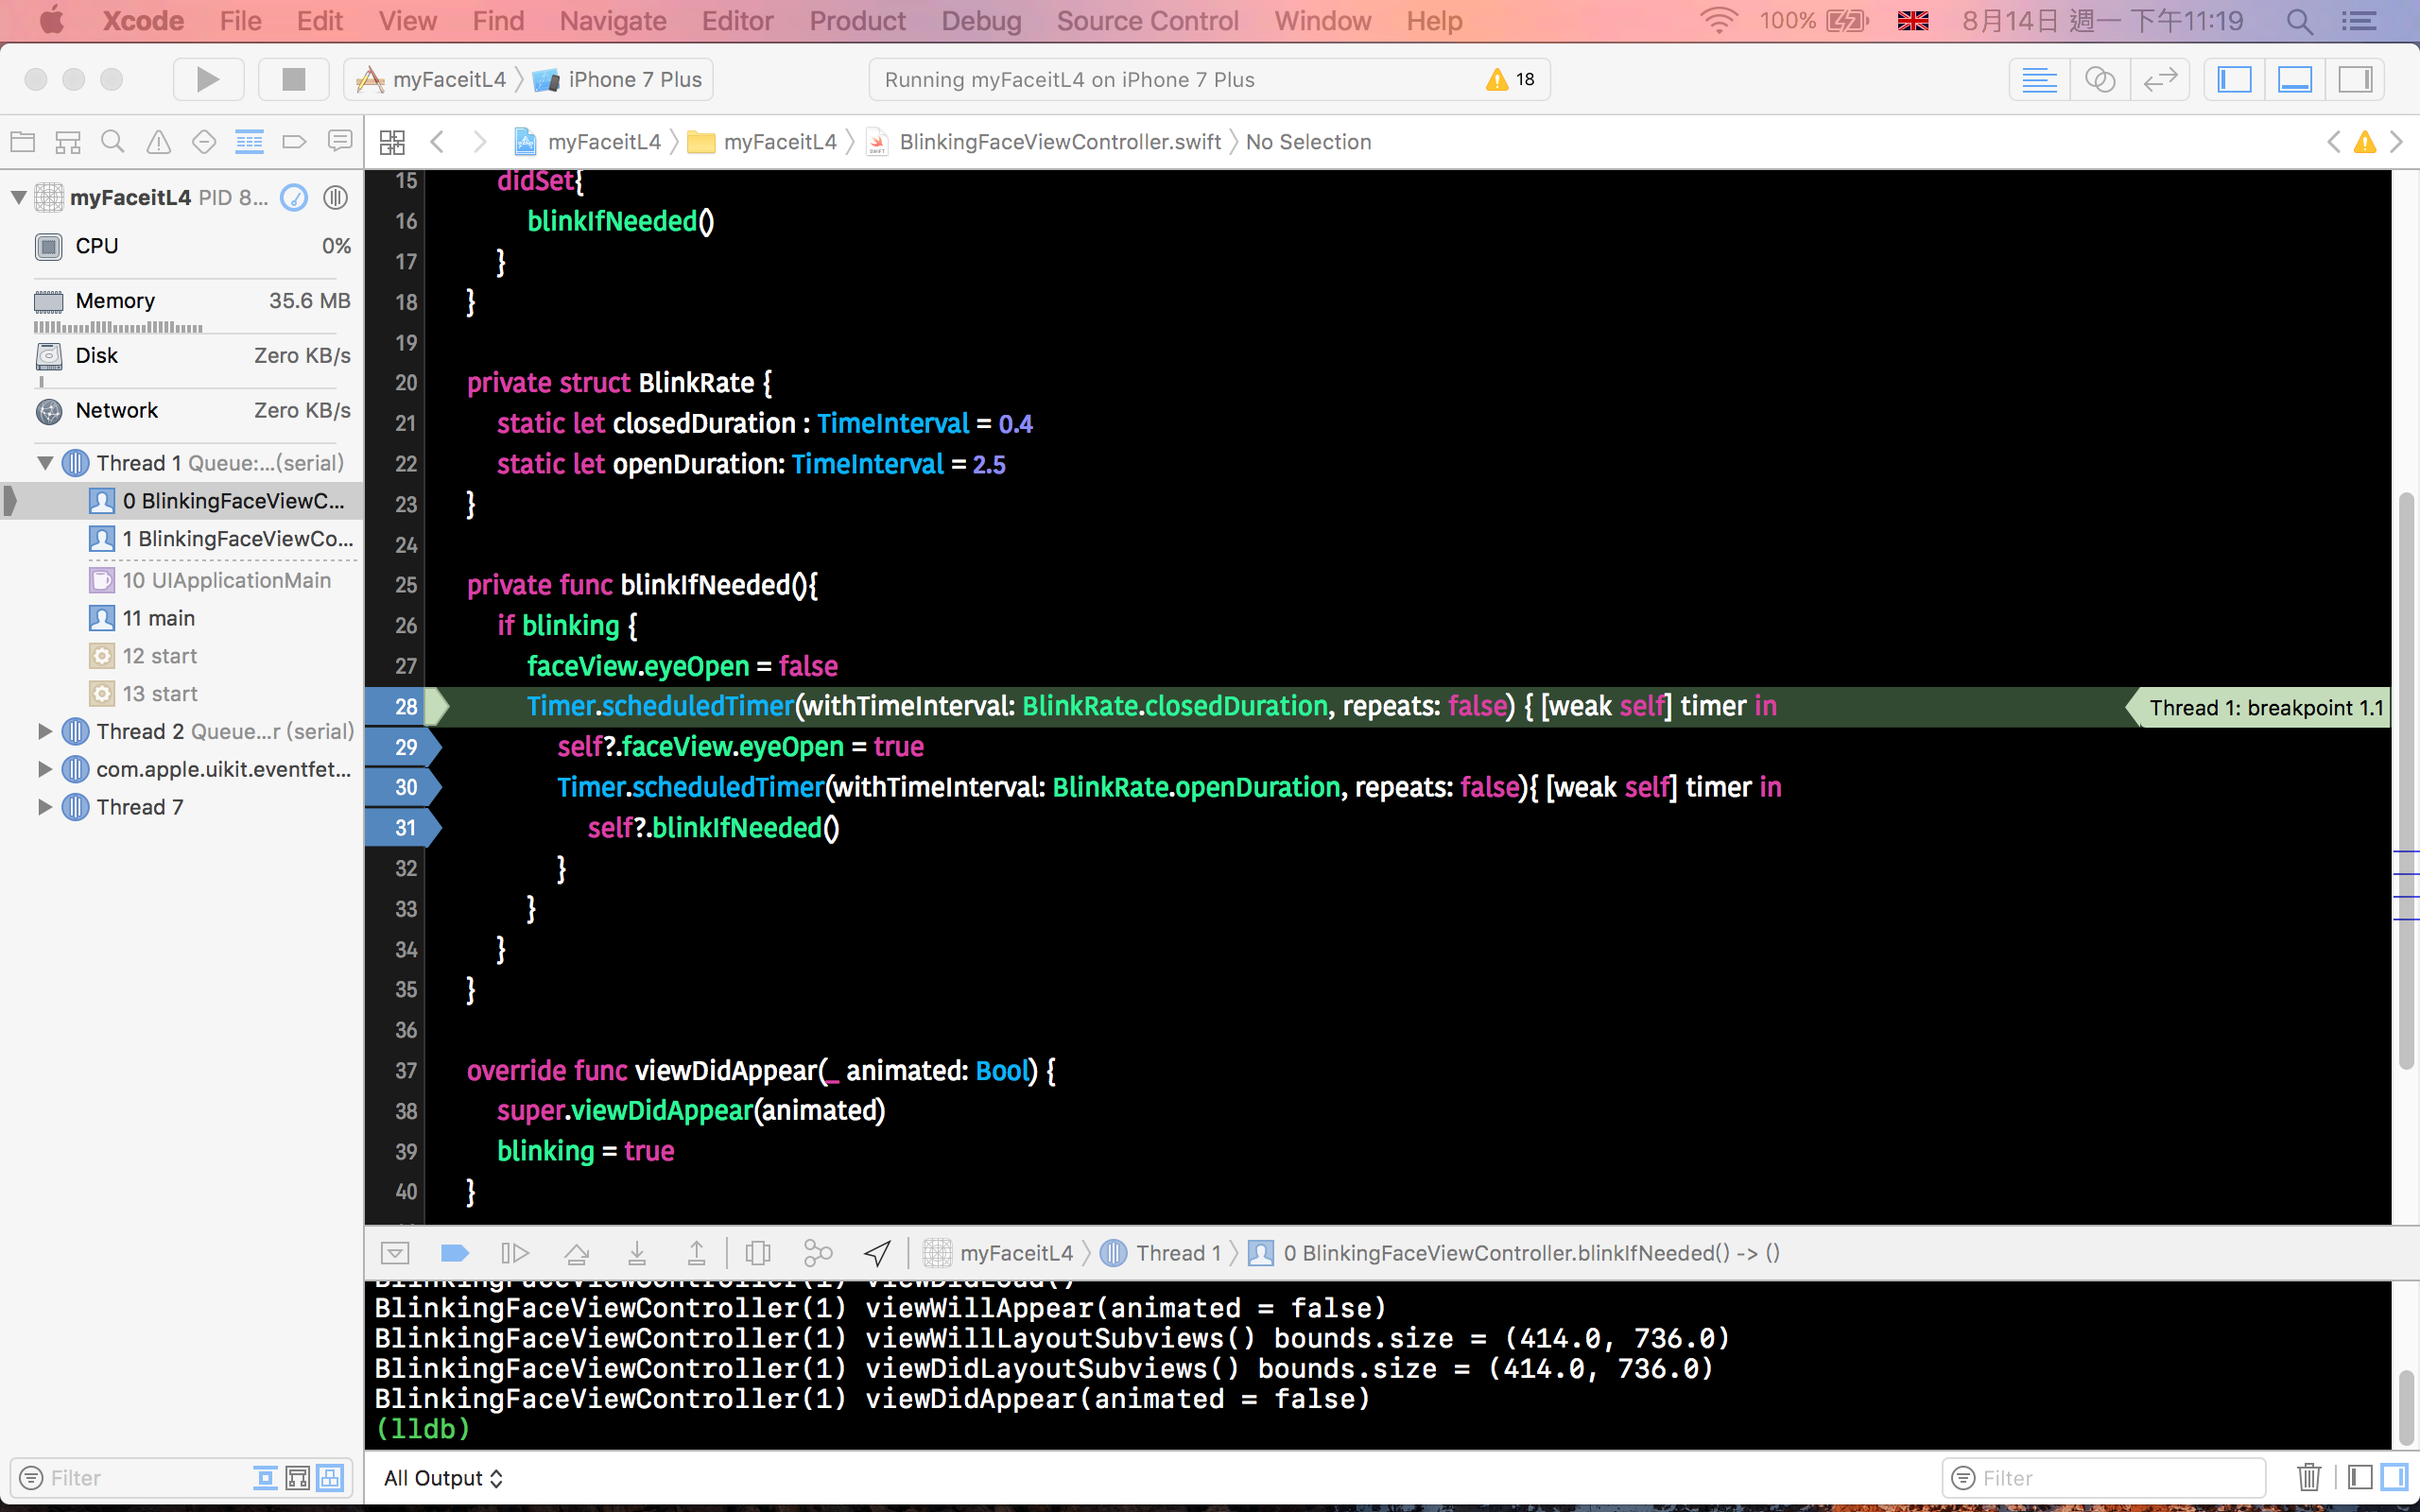 Xcode File Edit View Find Navigate Editor Product Debug Source Control Window Help 100% 8月14日 週一 下午11:19
myFaceitL4 iPhone 7 Plus Running myFaceitL4 on iPhone 7 Plus 18
myFaceitL4 myFaceitL4 BlinkingFaceViewController.swift No Selection
myFaceitL4 PID 8...
CPU 0%
Memory 35.6 MB
Disk Zero KB/s
Network Zero KB/s
Thread 1 Queue:...(serial)
0 BlinkingFaceViewC...
1 BlinkingFaceViewCo...
10 UIApplicationMain
11 main
12 start
13 start
Thread 2 Queue...r (serial)
com.apple.uikit.eventfet...
Thread 7
Filter
15 didSet{
16 blinkIfNeeded()
17 }
18 }
19
20 private struct BlinkRate {
21 static let closedDuration : TimeInterval = 0.4
22 static let openDuration: TimeInterval = 2.5
23 }
24
25 private func blinkIfNeeded(){
26 if blinking {
27 faceView.eyeOpen = false
28 Timer.scheduledTimer(withTimeInterval: BlinkRate.closedDuration, repeats: false) { [weak self] timer in Thread 1: breakpoint 1.1
29 self?.faceView.eyeOpen = true
30 Timer.scheduledTimer(withTimeInterval: BlinkRate.openDuration, repeats: false){ [weak self] timer in
31 self?.blinkIfNeeded()
32 }
33 }
34 }
35 }
36
37 override func viewDidAppear(_ animated: Bool) {
38 super.viewDidAppear(animated)
39 blinking = true
40 }
myFaceitL4 Thread 1 0 BlinkingFaceViewController.blinkIfNeeded() -> ()
BlinkingFaceViewController(1) viewDidLoad()
BlinkingFaceViewController(1) viewWillAppear(animated = false)
BlinkingFaceViewController(1) viewWillLayoutSubviews() bounds.size = (414.0, 736.0)
BlinkingFaceViewController(1) viewDidLayoutSubviews() bounds.size = (414.0, 736.0)
BlinkingFaceViewController(1) viewDidAppear(animated = false)
(lldb)
All Output Filter